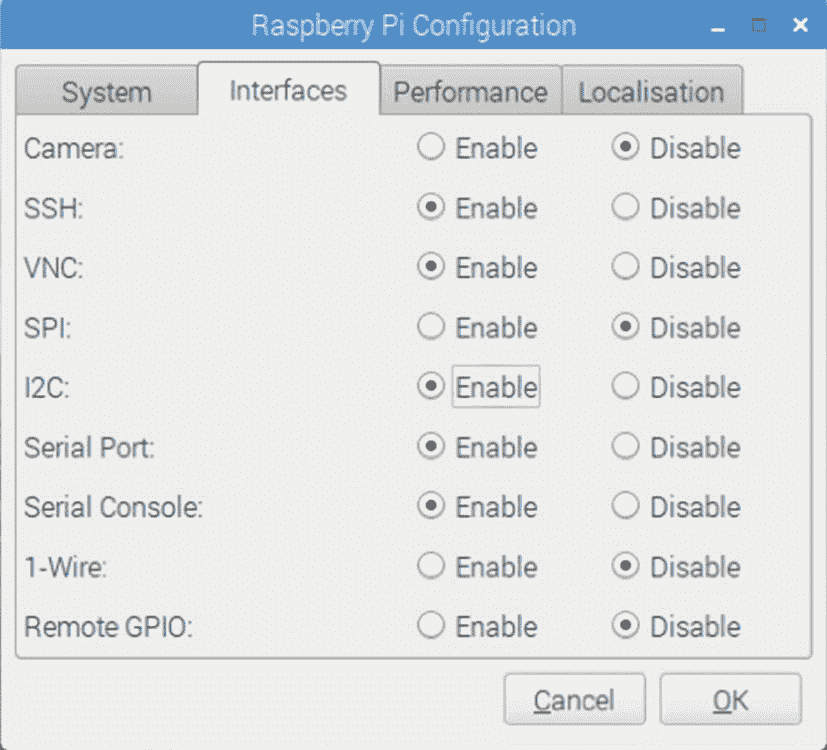 Raspberry Pi Configuration
System Interfaces Performance Localisation
Camera: Enable Disable
SSH: Enable Disable
VNC: Enable Disable
SPI: Enable Disable
I2C: Enable Disable
Serial Port: Enable Disable
Serial Console: Enable Disable
1-Wire: Enable Disable
Remote GPIO: Enable Disable
Cancel OK